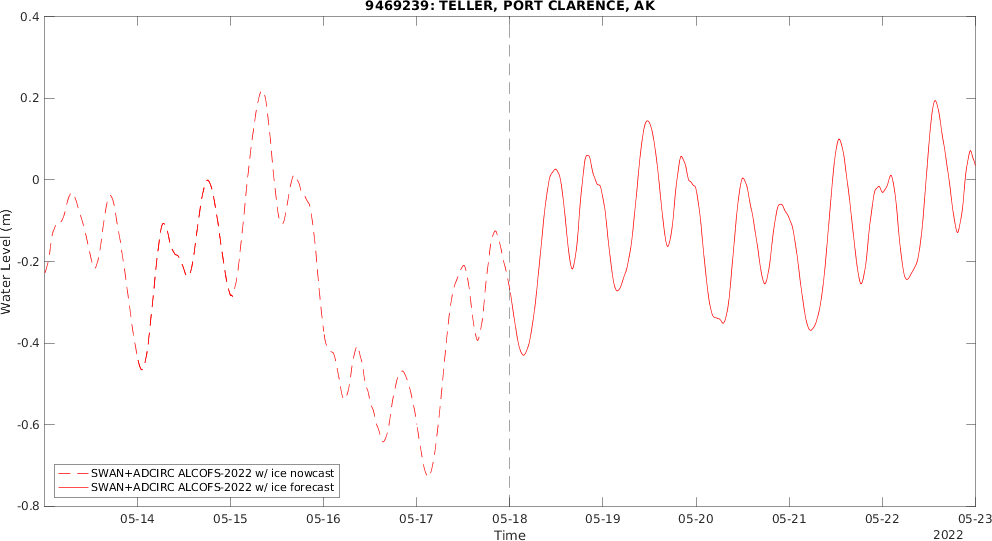 9469239: TELLER, PORT CLARENCE, AK
0.4
0.2
0
-0.2
-0.4
-0.6
-0.8
Water Level (m)
SWAN+ADCIRC ALCOFS-2022 w/ ice nowcast
SWAN+ADCIRC ALCOFS-2022 w/ ice forecast
05-14 05-15 05-16 05-17 05-18 05-19 05-20 05-21 05-22 05-23
Time
2022